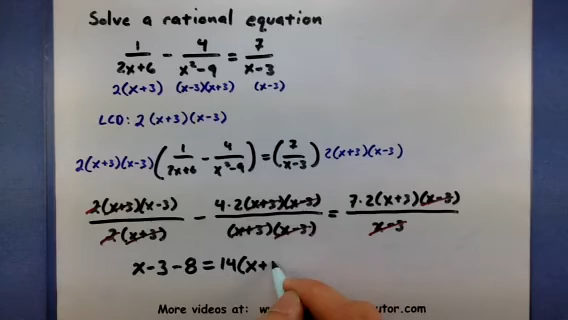 Solve a rational equation
1/(2x+6) - 4/(x²-9) = 7/(x-3)
2(x+3) (x-3)(x+3) (x-3)
LCD: 2(x+3)(x-3)
2(x+3)(x-3)(1/(2x+6) - 4/(x²-9)) = (7/(x-3)) 2(x+3)(x-3)
2(x+3)(x-3)/2(x+3) - 4·2(x+3)(x-3)/(x+3)(x-3) = 7·2(x+3)(x-3)/x-3
x-3-8 = 14(x+
More videos at: utor.com